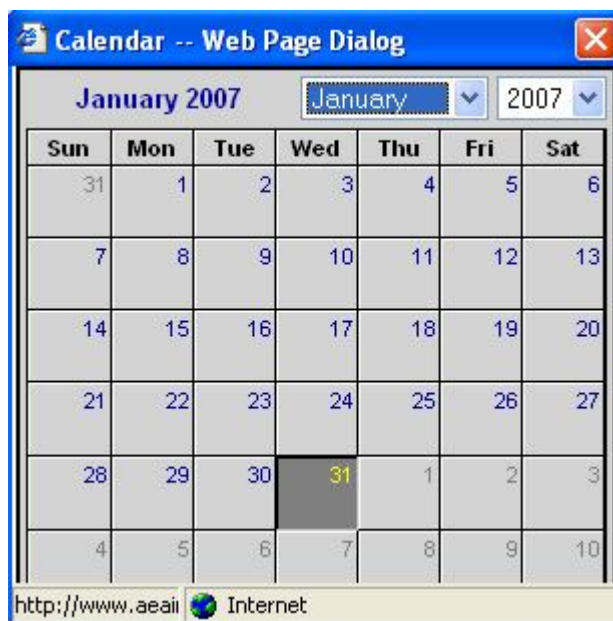 Calendar -- Web Page Dialog
January 2007 January 2007
Sun Mon Tue Wed Thu Fri Sat
31 1 2 3 4 5 6
7 8 9 10 11 12 13
14 15 16 17 18 19 20
21 22 23 24 25 26 27
28 29 30 31 1 2 3
4 5 6 7 8 9 10
Internet